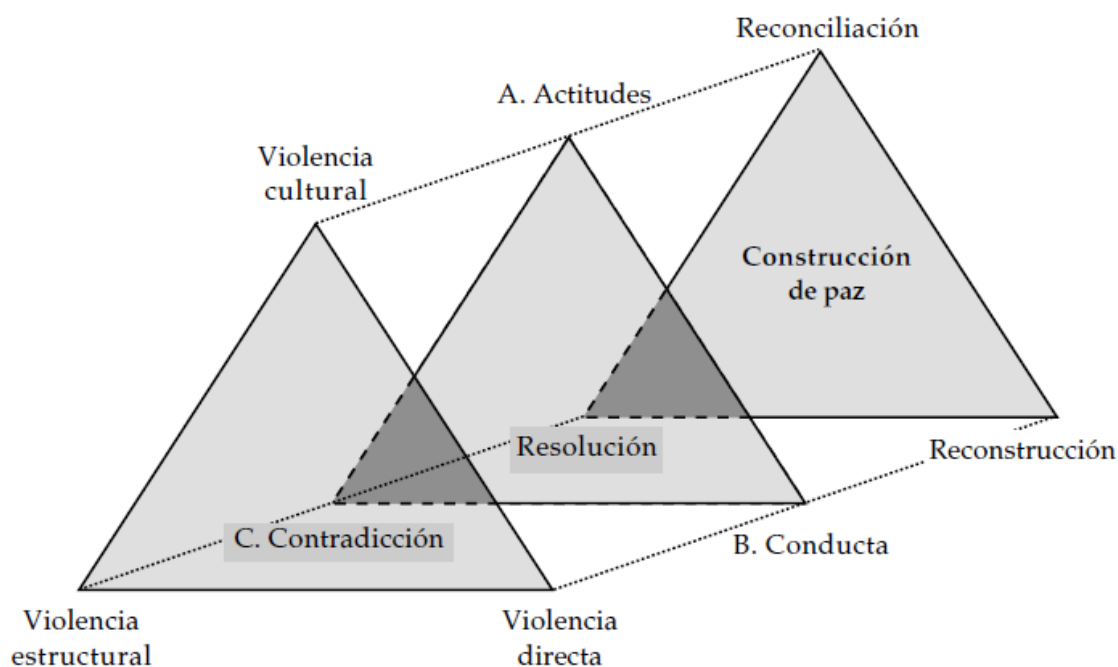 Reconciliación
A. Actitudes
Violencia
cultural
Construcción
de paz
Resolución
Reconstrucción
C. Contradicción
B. Conducta
Violencia
estructural
Violencia
directa